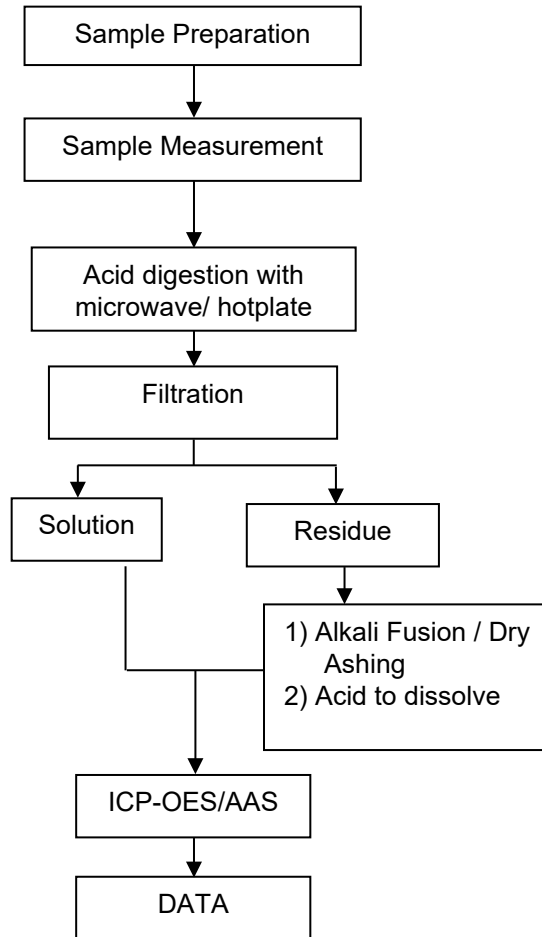 Sample Preparation
Sample Measurement
Acid digestion with
microwave/ hotplate
Filtration
Solution
Residue
1) Alkali Fusion / Dry
Ashing
2) Acid to dissolve
ICP-OES/AAS
DATA